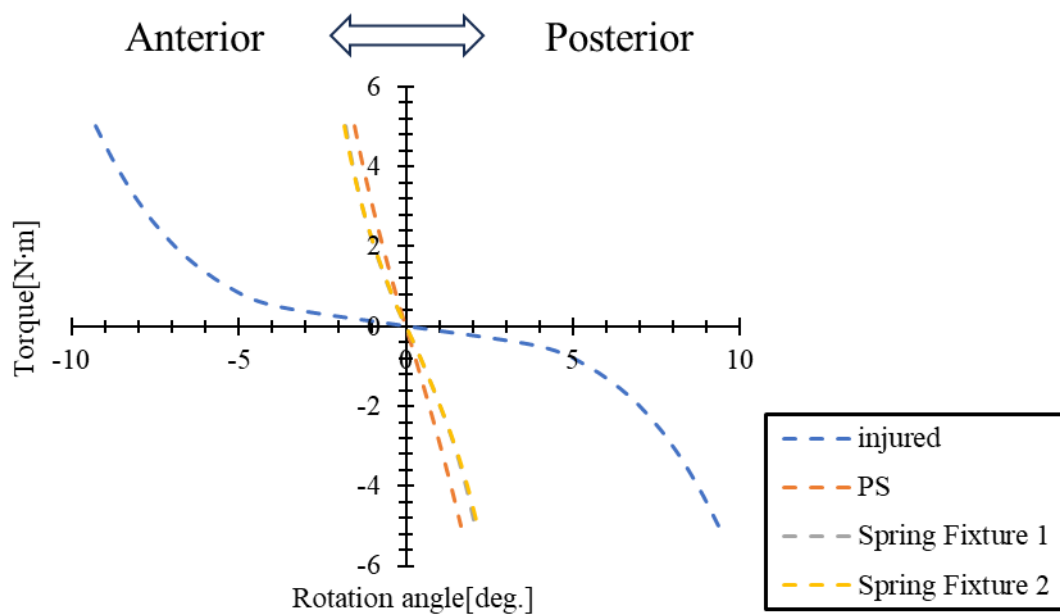 Anterior Posterior
6
4
2
0
-10 -5 0 5 10
-2
-4
-6
Torque[N·m]
Rotation angle[deg.]
injured
PS
Spring Fixture 1
Spring Fixture 2